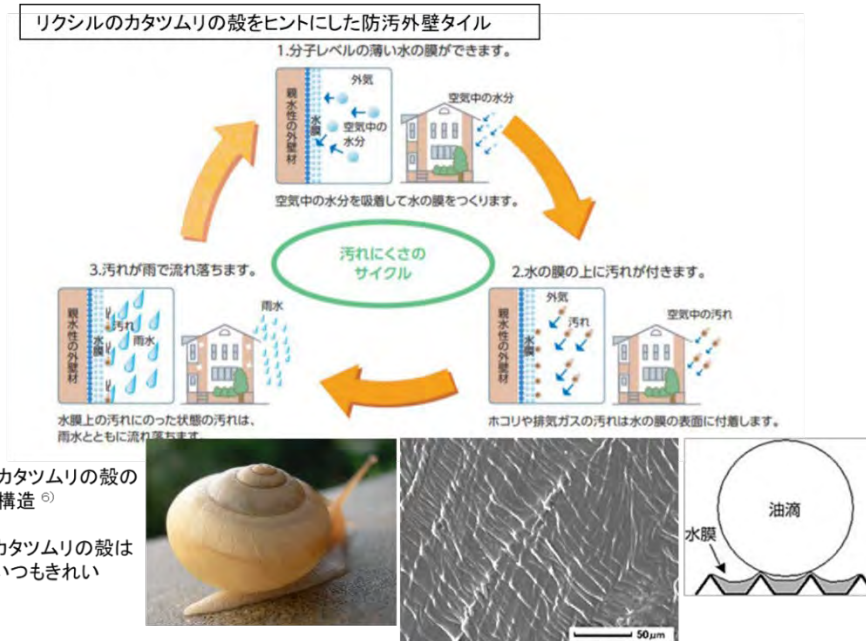 リクシルのカタツムリの殻をヒントにした防汚外壁タイル
1.分子レベルの薄い水の膜ができます。
親水性の外壁材
水膜
外気
空気中の
水分
空気中の水分
空気中の水分を吸着して水の膜をつくります。
汚れにくさの
サイクル
2.水の膜の上に汚れが付きます。
親水性の外壁材
水膜
外気
汚れ
空気中の汚れ
ホコリや排気ガスの汚れは水の膜の表面に付着します。
3.汚れが雨で流れ落ちます。
親水性の外壁材
水膜
汚れ
雨水
雨水
水膜上の汚れにのった状態の汚れは、
雨水とともに流れ落ちます。
カタツムリの殻の
構造 6)
カタツムリの殻は
いつもきれい
50μm
油滴
水膜